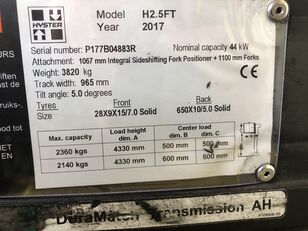 HYSTER
Model H2.5FT
Year 2017
Serial number P177B04883R Nominal capacity 44 kW
Attachment: 1067 mm Integral Sideshifting Fork Positioner + 1100 mm Forks
Weight: 3820 kg
Track width: 965 mm
Tilt angle: 5.0 degrees
Front Rear
Tyres
Size 28X9X15/7.0 Solid 650X10/5.0 Solid
Load height Center load
Max. capacity dim. A dim. B dim. C
2360 kgs 4330 mm 500 mm 500 mm
2140 kgs 4330 mm 600 mm 600 mm
DuraMatch Transmission AH